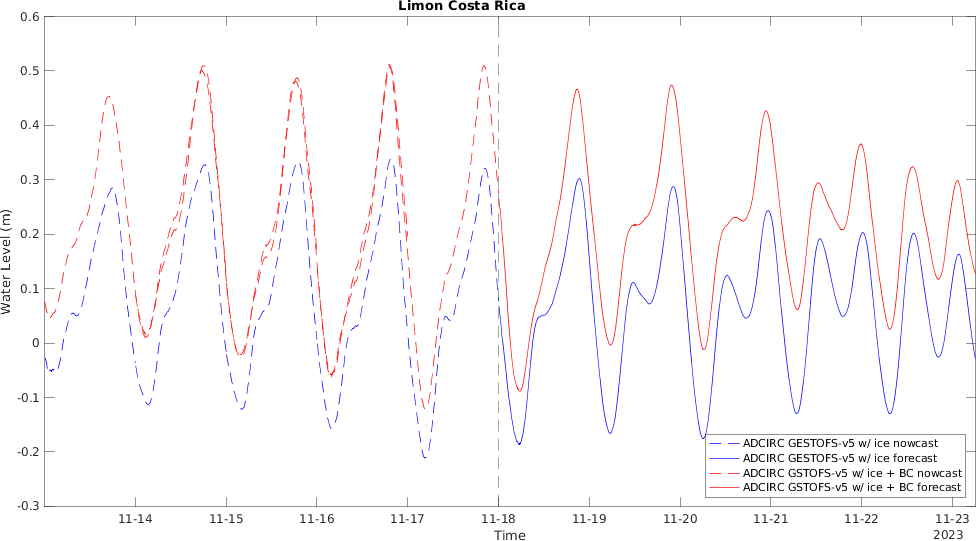 Limon Costa Rica
Water Level (m)
0.6
0.5
0.4
0.3
0.2
0.1
0
-0.1
-0.2
-0.3
11-14 11-15 11-16 11-17 11-18 11-19 11-20 11-21 11-22 11-23
Time 2023
ADCIRC GESTOFS-v5 w/ ice nowcast
ADCIRC GESTOFS-v5 w/ ice forecast
ADCIRC GSTOFS-v5 w/ ice + BC nowcast
ADCIRC GSTOFS-v5 w/ ice + BC forecast